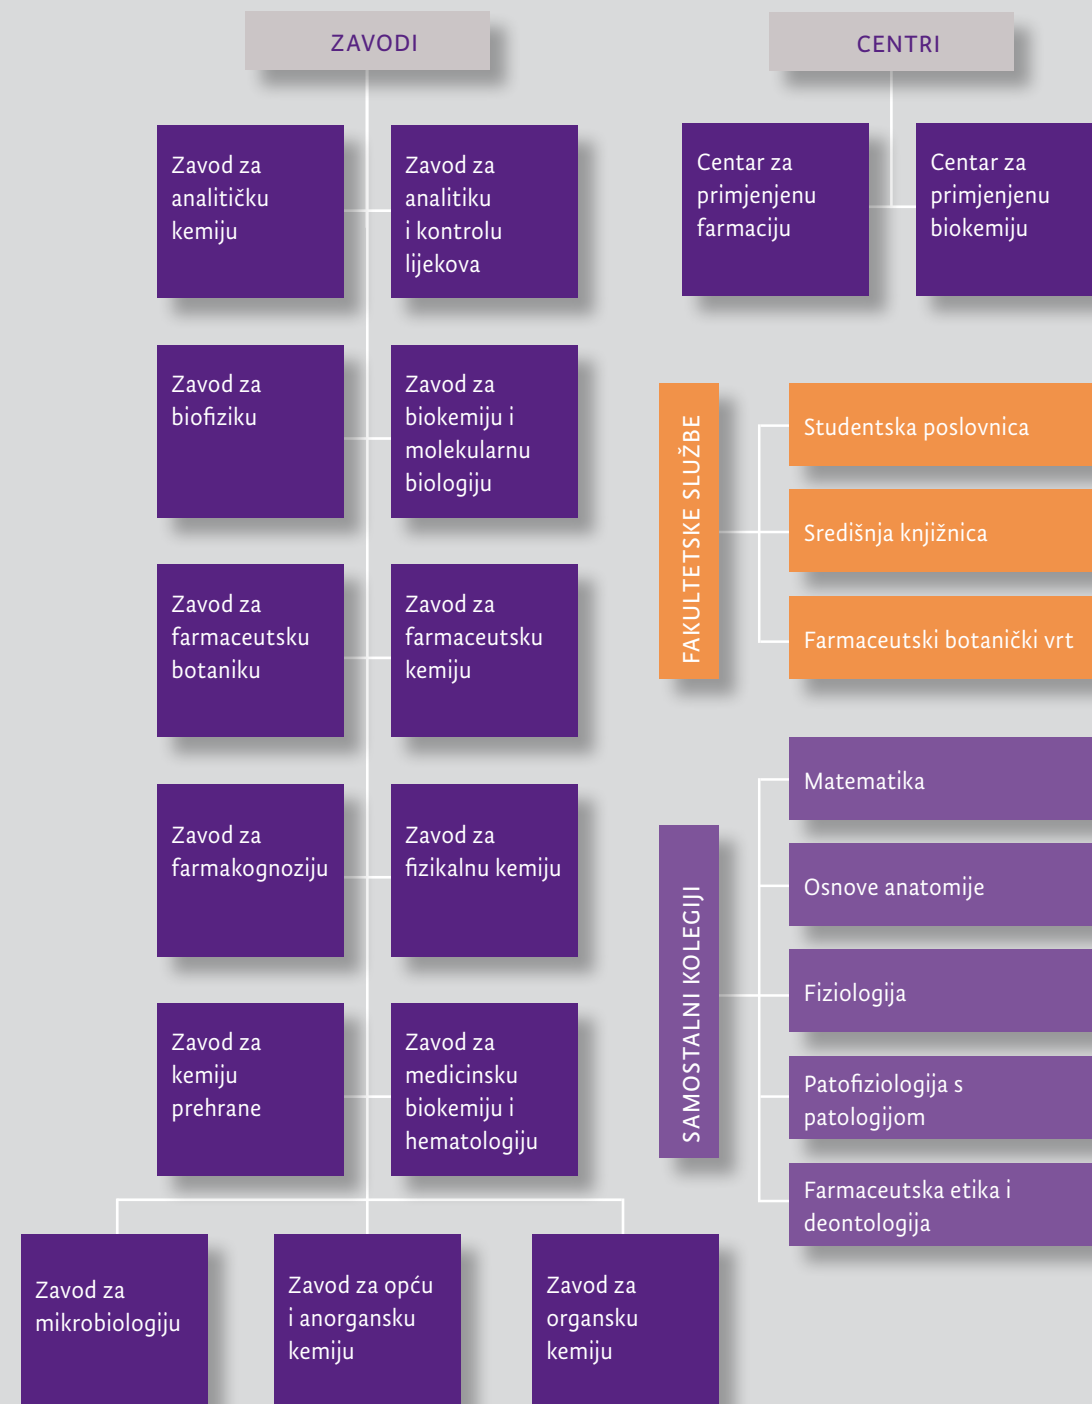 ZAVODI
Zavod za
analitičku
kemiju
Zavod za
analitiku
i kontrolu
lijekova
Zavod za
biofiziku
Zavod za
biokemiju i
molekularnu
biologiju
Zavod za
farmaceutsku
botaniku
Zavod za
farmaceutsku
kemiju
Zavod za
farmakognoziju
Zavod za
fizikalnu kemiju
Zavod za
kemiju
prehrane
Zavod za
medicinsku
biokemiju i
hematologiju
Zavod za
mikrobiologiju
Zavod za opću
i anorgansku
kemiju
Zavod za
organsku
kemiju
CENTRI
Centar za
primjenjenu
farmaciju
Centar za
primjenjenu
biokemiju
FAKULTETSKE SLUŽBE
Studentska poslovnica
Središnja knjižnica
Farmaceutski botanički vrt
SAMOSTALNI KOLEGIJI
Matematika
Osnove anatomije
Fiziologija
Patofiziologija s
patologijom
Farmaceutska etika i
deontologija